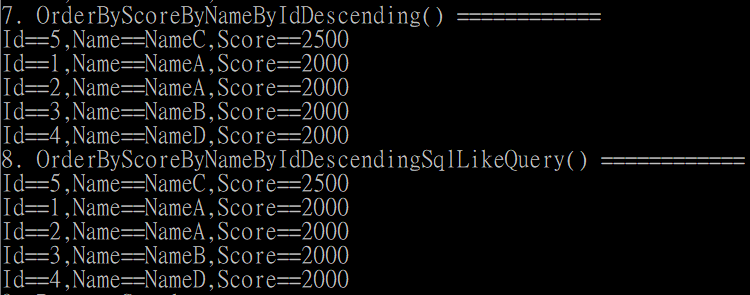 7. OrderByScoreByNameByIdDescending() ============
Id==5,Name==NameC,Score==2500
Id==1,Name==NameA,Score==2000
Id==2,Name==NameA,Score==2000
Id==3,Name==NameB,Score==2000
Id==4,Name==NameD,Score==2000
8. OrderByScoreByNameByIdDescendingSqlLikeQuery() ============
Id==5,Name==NameC,Score==2500
Id==1,Name==NameA,Score==2000
Id==2,Name==NameA,Score==2000
Id==3,Name==NameB,Score==2000
Id==4,Name==NameD,Score==2000